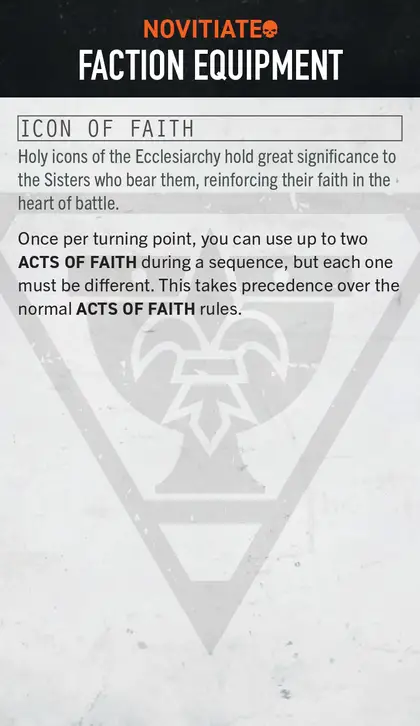 NOVITIATE
FACTION EQUIPMENT
ICON OF FAITH
Holy icons of the Ecclesiarchy hold great significance to
the Sisters who bear them, reinforcing their faith in the
heart of battle.
Once per turning point, you can use up to two
ACTS OF FAITH during a sequence, but each one
must be different. This takes precedence over the
normal ACTS OF FAITH rules.